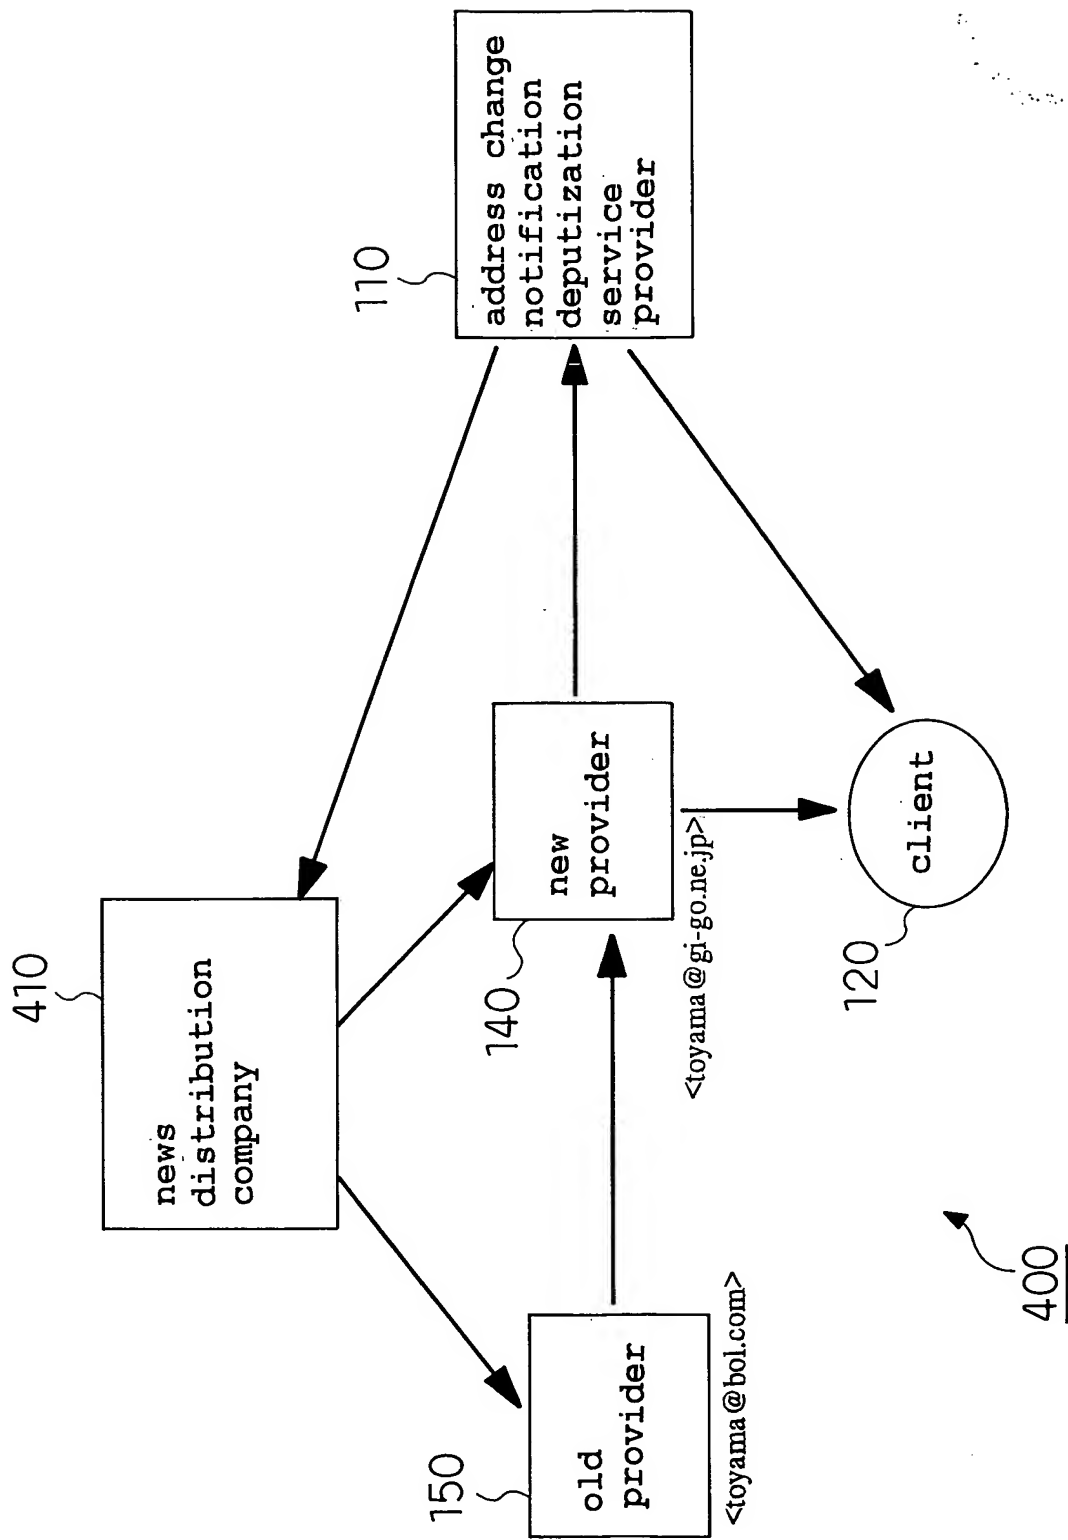 410
news
distribution
company
110
address change
notification
deputization
service
provider
150
old
provider
<toyama@bol.com>
140
new
provider
<toyama@gi-go.ne.jp>
120
client
400